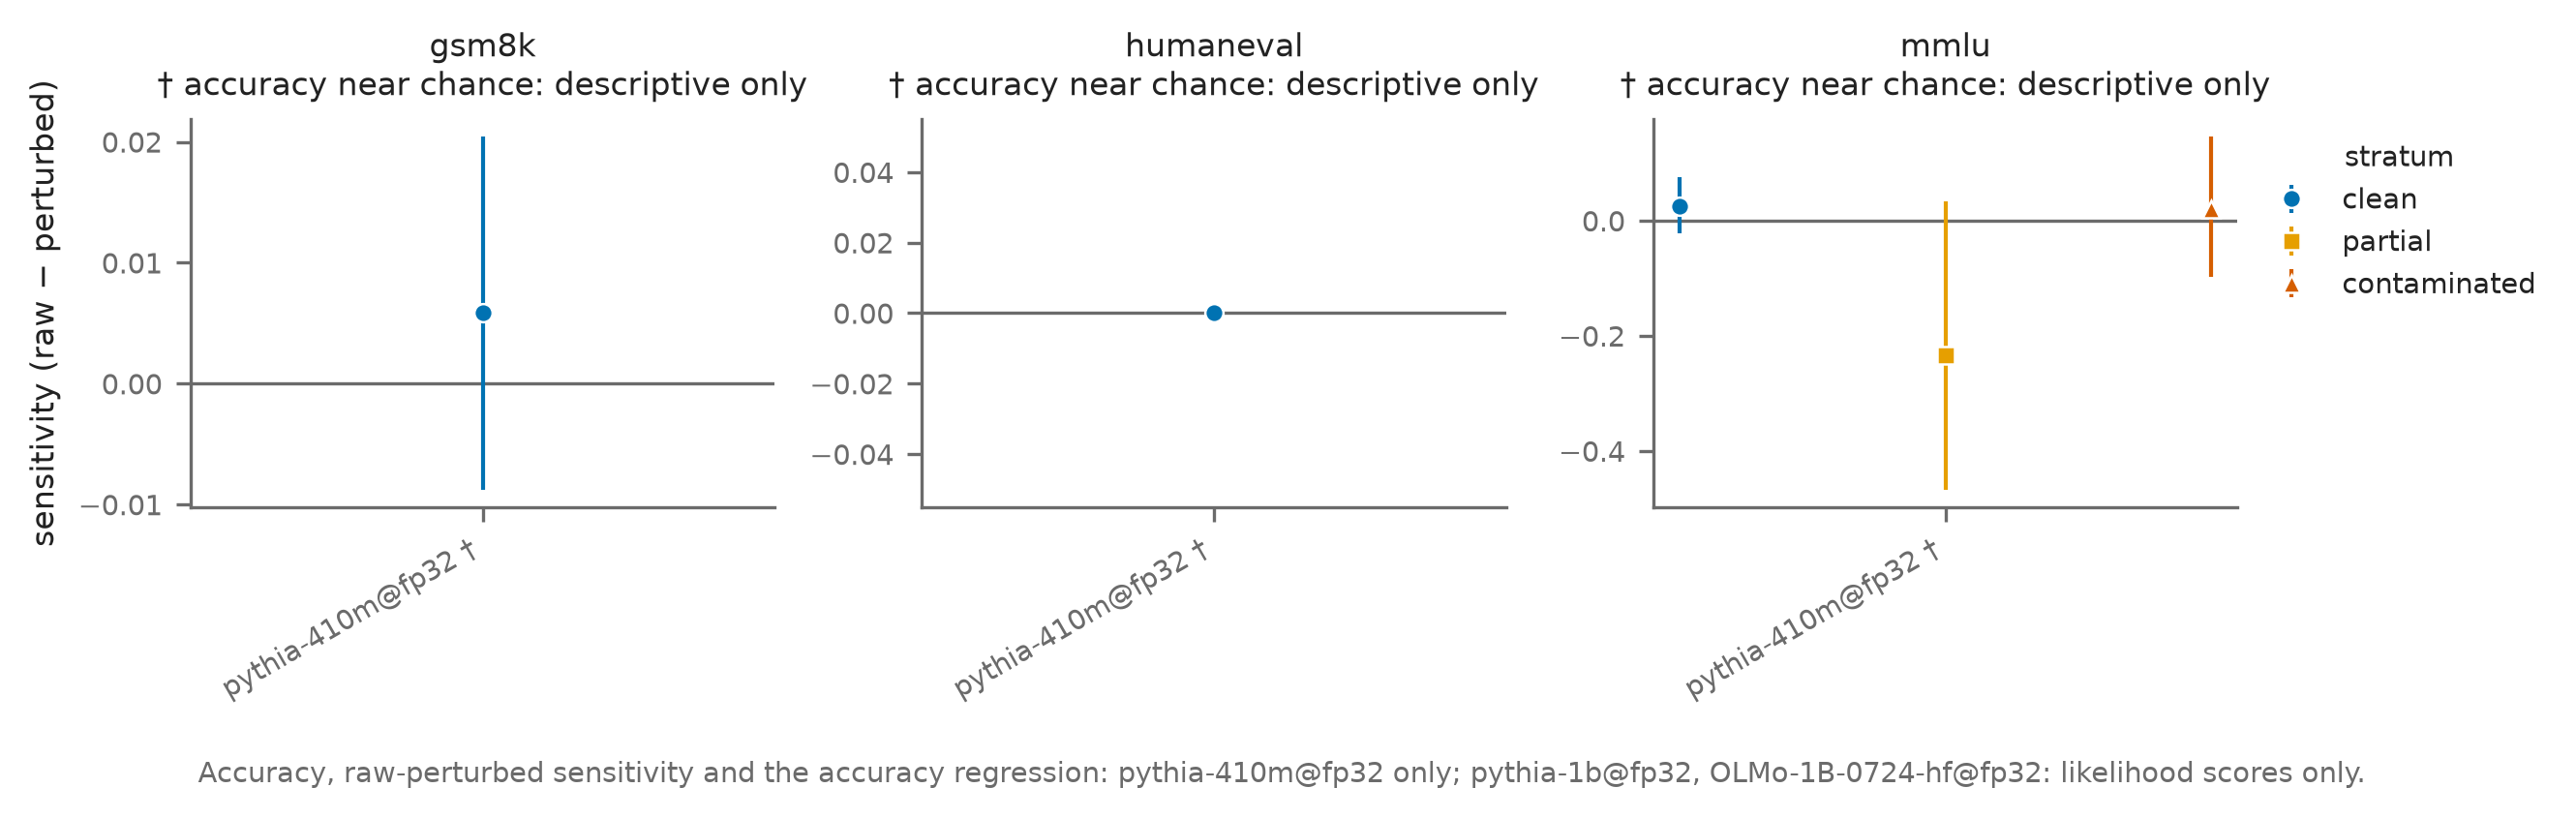 gsm8k
† accuracy near chance: descriptive only
humaneval
† accuracy near chance: descriptive only
mmlu
† accuracy near chance: descriptive only
sensitivity (raw − perturbed)
0.02
0.01
0.00
−0.01
pythia-410m@fp32 †
0.04
0.02
0.00
−0.02
−0.04
pythia-410m@fp32 †
0.0
−0.2
−0.4
pythia-410m@fp32 †
stratum
clean
partial
contaminated
Accuracy, raw-perturbed sensitivity and the accuracy regression: pythia-410m@fp32 only; pythia-1b@fp32, OLMo-1B-0724-hf@fp32: likelihood scores only.